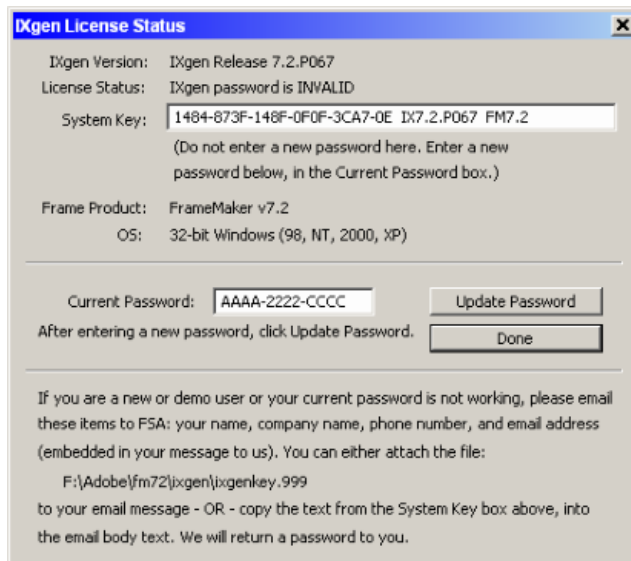 IXgen License Status
IXgen Version: IXgen Release 7.2.P067
License Status: IXgen password is INVALID
System Key: 1484-873F-148F-0F0F-3CA7-0E IX7.2.P067 FM7.2
(Do not enter a new password here. Enter a new
password below, in the Current Password box.)
Frame Product: FrameMaker v7.2
OS: 32-bit Windows (98, NT, 2000, XP)
Current Password: AAAA-2222-CCCC Update Password
After entering a new password, click Update Password. Done
If you are a new or demo user or your current password is not working, please email
these items to FSA: your name, company name, phone number, and email address
(embedded in your message to us). You can either attach the file:
F:\Adobe\fm72\ixgen\ixgenkey.999
to your email message - OR - copy the text from the System Key box above, into
the email body text. We will return a password to you.